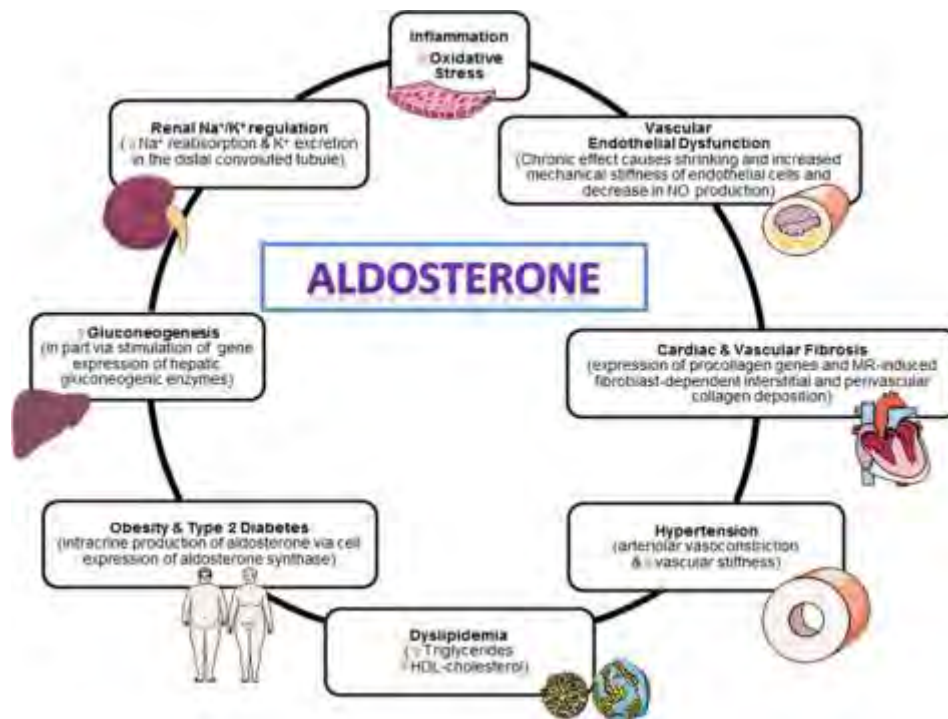 Inflammation
Oxidative
Stress
Renal Na⁺/K⁺ regulation
(Na⁺ reabsorption & K⁺ excretion
in the distal convoluted tubule)
Vascular
Endothelial Dysfunction
(Chronic effect causes shrinking and increased
mechanical stiffness of endothelial cells and
decrease in NO production)
ALDOSTERONE
Gluconeogenesis
(in part via stimulation of gene
expression of hepatic
gluconeogenic enzymes)
Cardiac & Vascular Fibrosis
(expression of procollagen genes and MR-induced
fibroblast-dependent interstitial and perivascular
collagen deposition)
Obesity & Type 2 Diabetes
(intracrine production of aldosterone via cell
expression of aldosterone synthase)
Hypertension
(arteriolar vasoconstriction
& vascular stiffness)
Dyslipidemia
(Triglycerides
HDL-cholesterol)